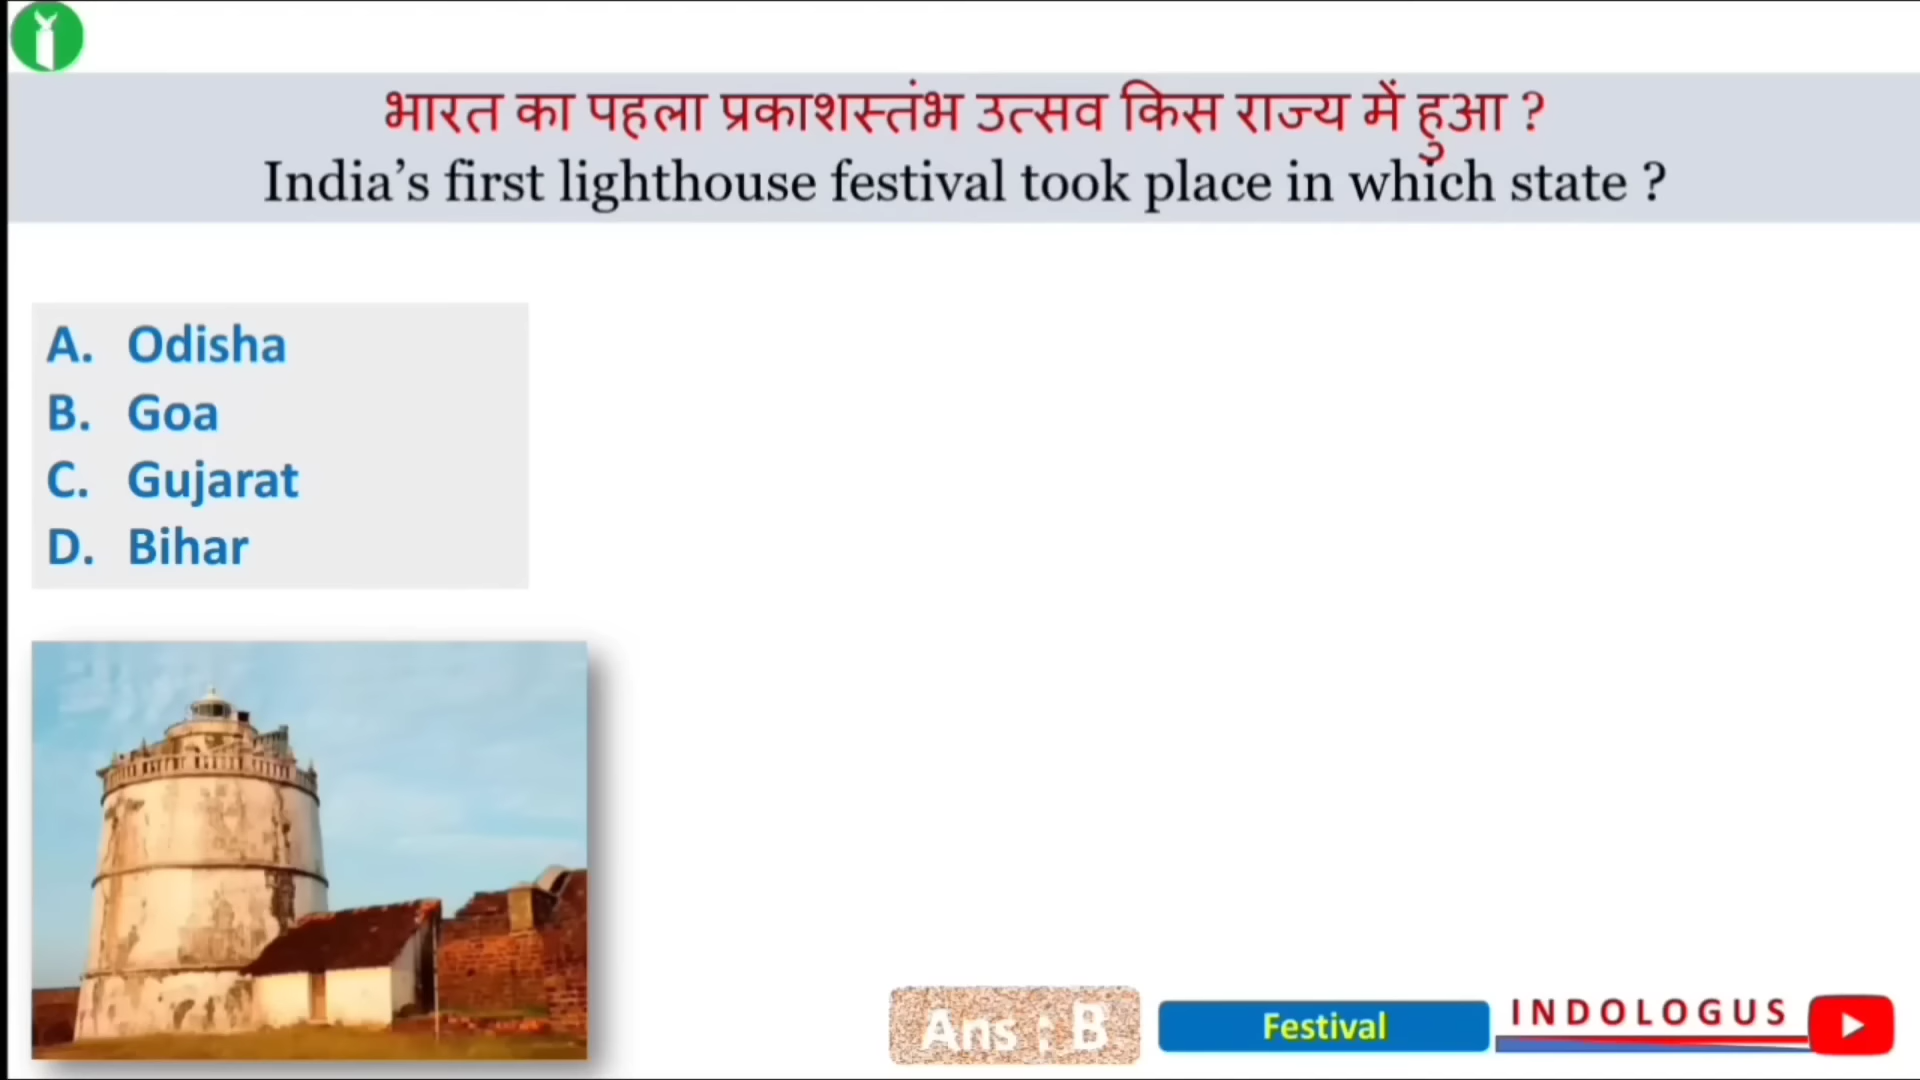 भारत का पहला प्रकाशस्तंभ उत्सव किस राज्य में हुआ ?
India’s first lighthouse festival took place in which state ?
A. Odisha
B. Goa
C. Gujarat
D. Bihar
Ans : B
Festival
INDOLOGUS